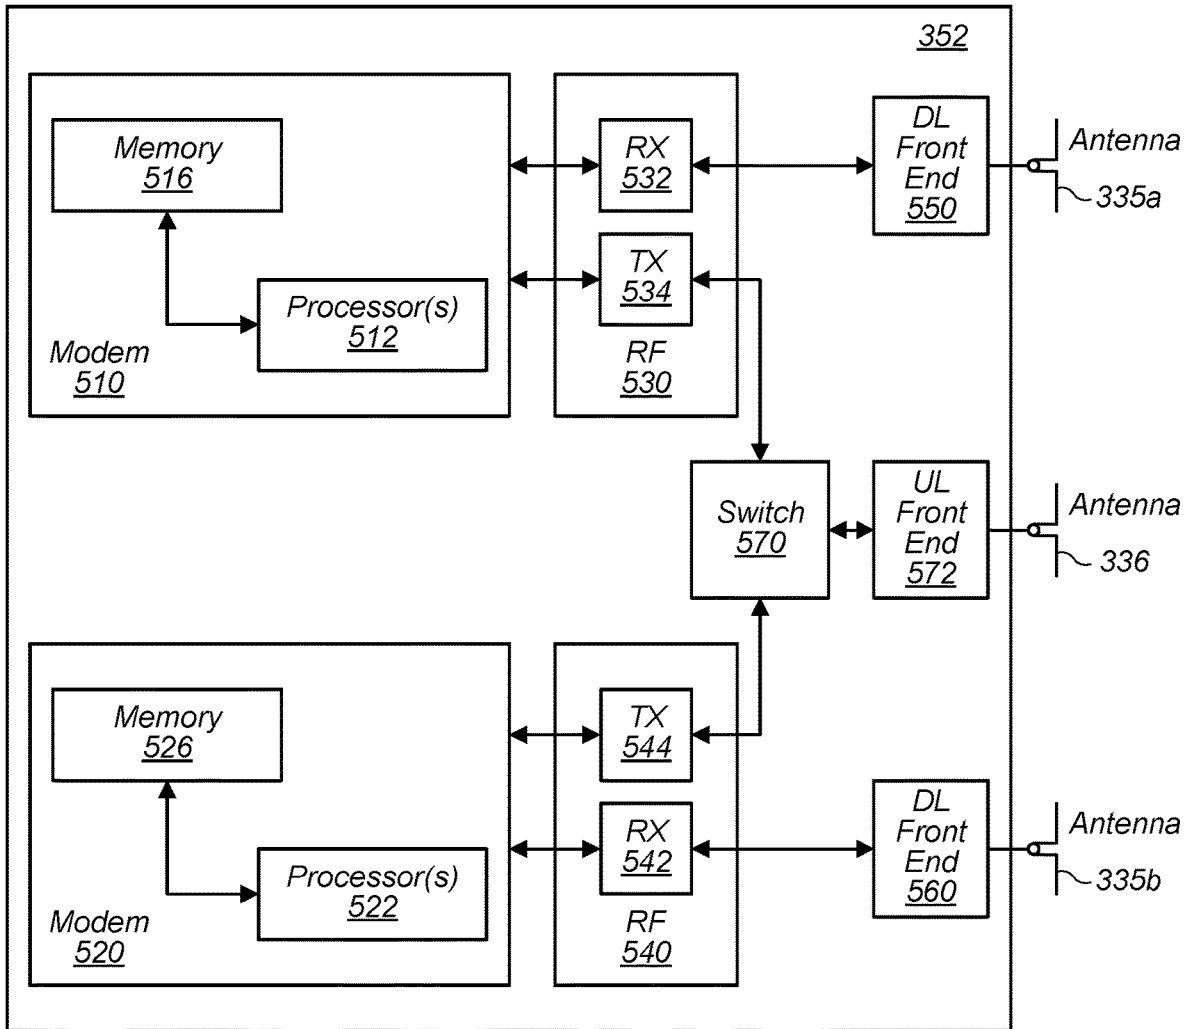 352
Memory
516
Processor(s)
512
Modem
510
RX
532
TX
534
RF
530
DL
Front
End
550
Antenna
335a
Switch
570
UL
Front
End
572
Antenna
336
Memory
526
Processor(s)
522
Modem
520
TX
544
RX
542
RF
540
DL
Front
End
560
Antenna
335b